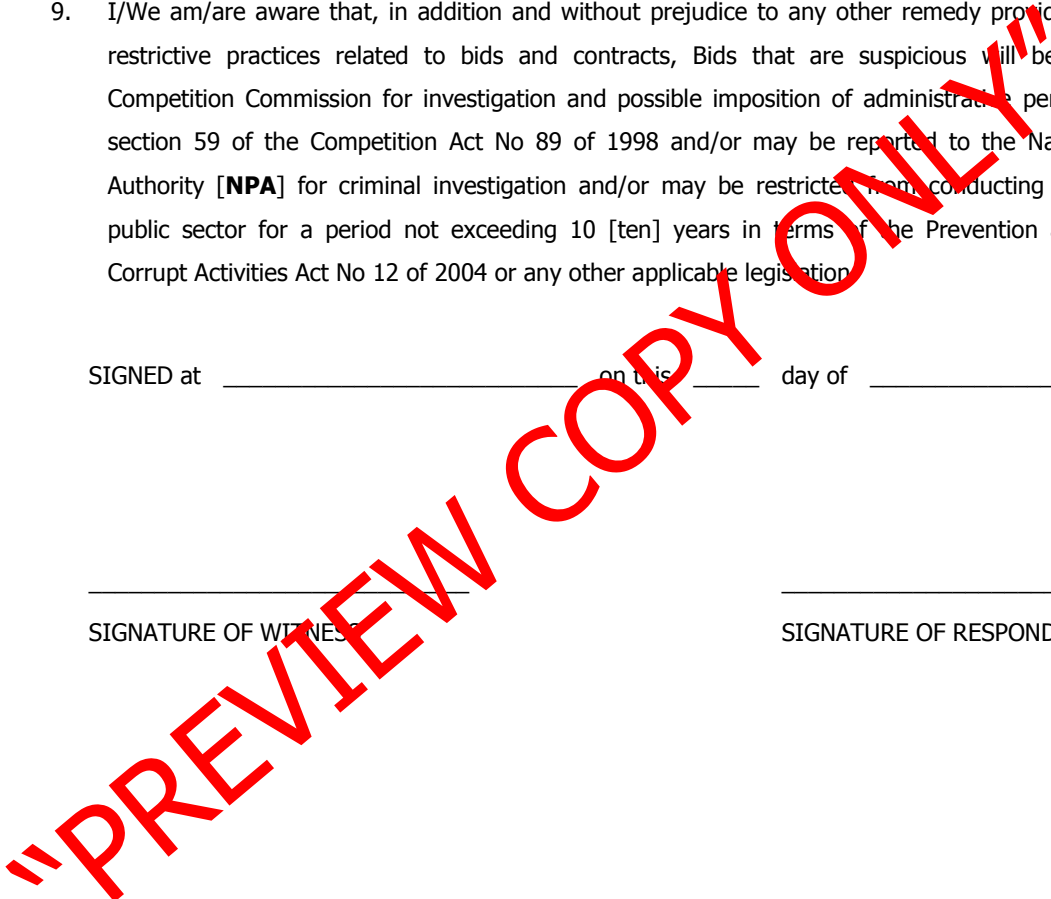 9. I/We am/are aware that, in addition and without prejudice to any other remedy provid
restrictive practices related to bids and contracts, Bids that are suspicious will be
Competition Commission for investigation and possible imposition of administrative pe
section 59 of the Competition Act No 89 of 1998 and/or may be reported to the Na
Authority [NPA] for criminal investigation and/or may be restricted from conducting
public sector for a period not exceeding 10 [ten] years in terms of the Prevention
Corrupt Activities Act No 12 of 2004 or any other applicable legislation
SIGNED at ___________________________ on this _____ day of ______________
SIGNATURE OF WITNESS
SIGNATURE OF RESPOND
"PREVIEW COPY ONLY"